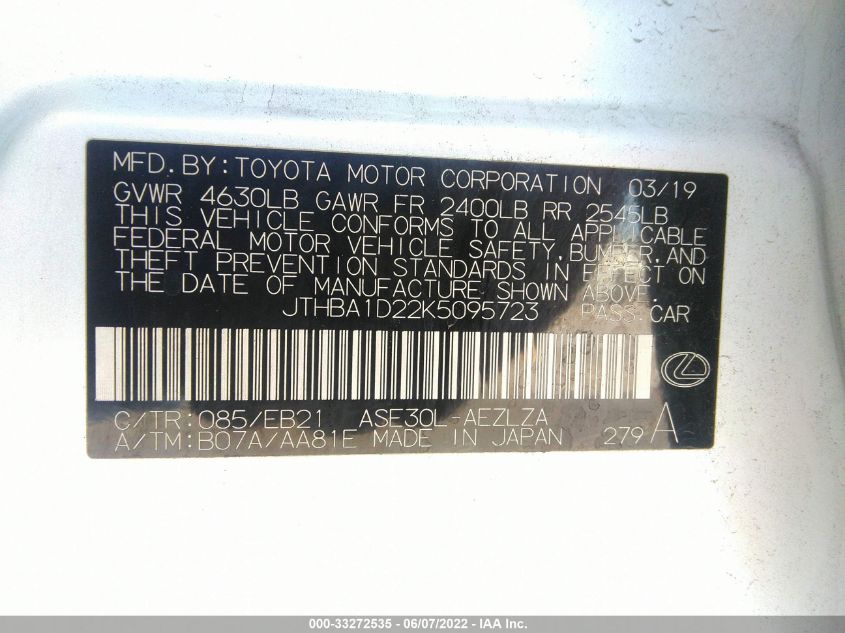 MFD.BY:TOYOTA MOTOR CORPORATION 03/19
GVWR 4630LB GAWR FR 2400LB RR 2545LB
THIS VEHICLE CONFORMS TO ALL APPLICABLE
FEDERAL MOTOR VEHICLE SAFETY,BUMPER,AND
THEFT PREVENTION STANDARDS IN EFFECT ON
THE DATE OF MANUFACTURE SHOWN ABOVE.
JTHBA1D22K5095723 PASS.CAR
C/TR:085/EB21 ASE30L-AEZLZA
A/TM:B07A/AA81E MADE IN JAPAN 279 A
000-33272535 - 06/07/2022 - IAA Inc.